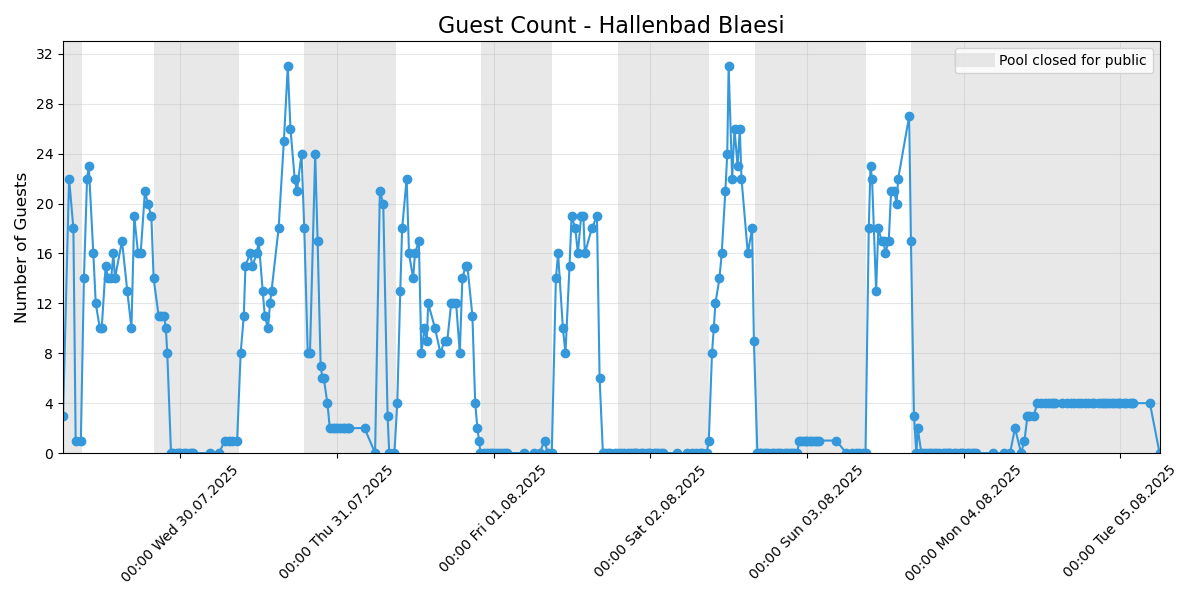 Guest Count - Hallenbad Blaesi
Pool closed for public
Number of Guests
32
28
24
20
16
12
8
4
0
00:00 Wed 30.07.2025
00:00 Thu 31.07.2025
00:00 Fri 01.08.2025
00:00 Sat 02.08.2025
00:00 Sun 03.08.2025
00:00 Mon 04.08.2025
00:00 Tue 05.08.2025